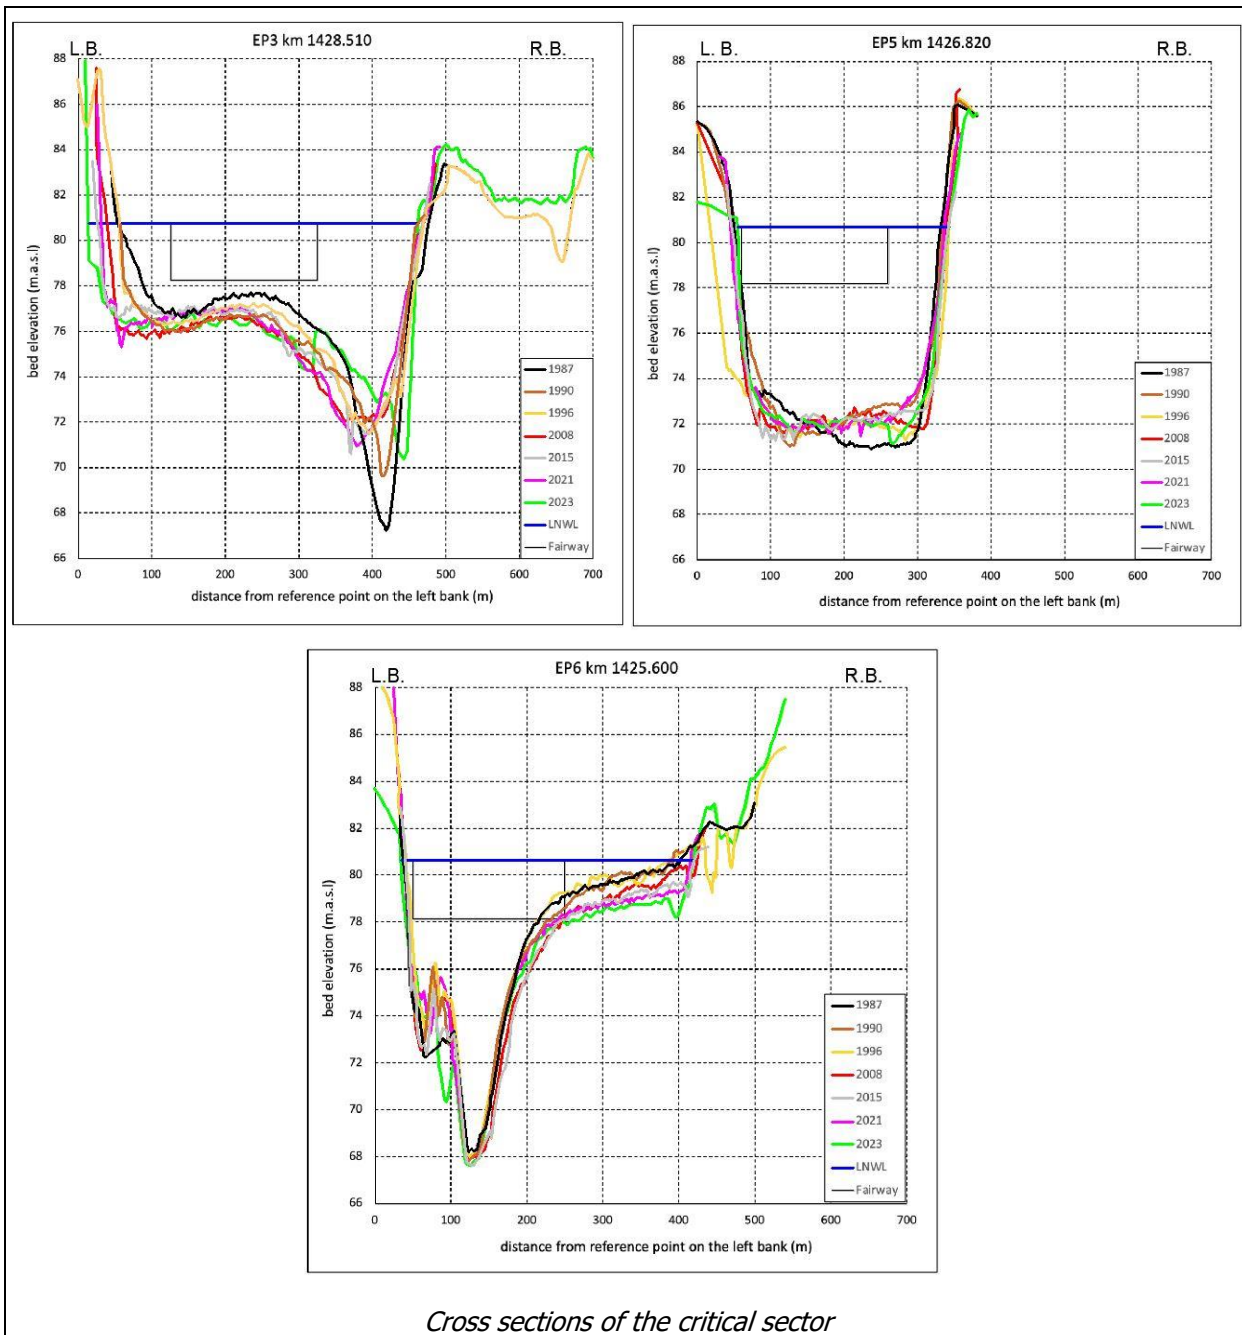 L.B.
EP3 km 1428.510
R.B.
88
86
84
82
80
78
76
74
72
70
68
66
bed elevation (m.a.s.l)
0 100 200 300 400 500 600 700
distance from reference point on the left bank (m)
1987
1990
1996
2008
2015
2021
2023
LNWL
Fairway
L. B.
EP5 km 1426.820
R.B.
88
86
84
82
80
78
76
74
72
71
68
66
bed elevation (m.a.s.l)
0 100 200 300 400 500 600 700
distance from reference point on the left bank (m)
1987
1990
1996
2008
2015
2021
2023
LNWL
Fairway
L.B.
EP6 km 1425.600
R.B.
88
86
84
82
80
78
76
74
72
70
68
66
bed elevation (m.a.s.l)
0 100 200 300 400 500 600 700
distance from reference point on the left bank (m)
1987
1990
1996
2008
2015
2021
2023
LNWL
Fairway
Cross sections of the critical sector